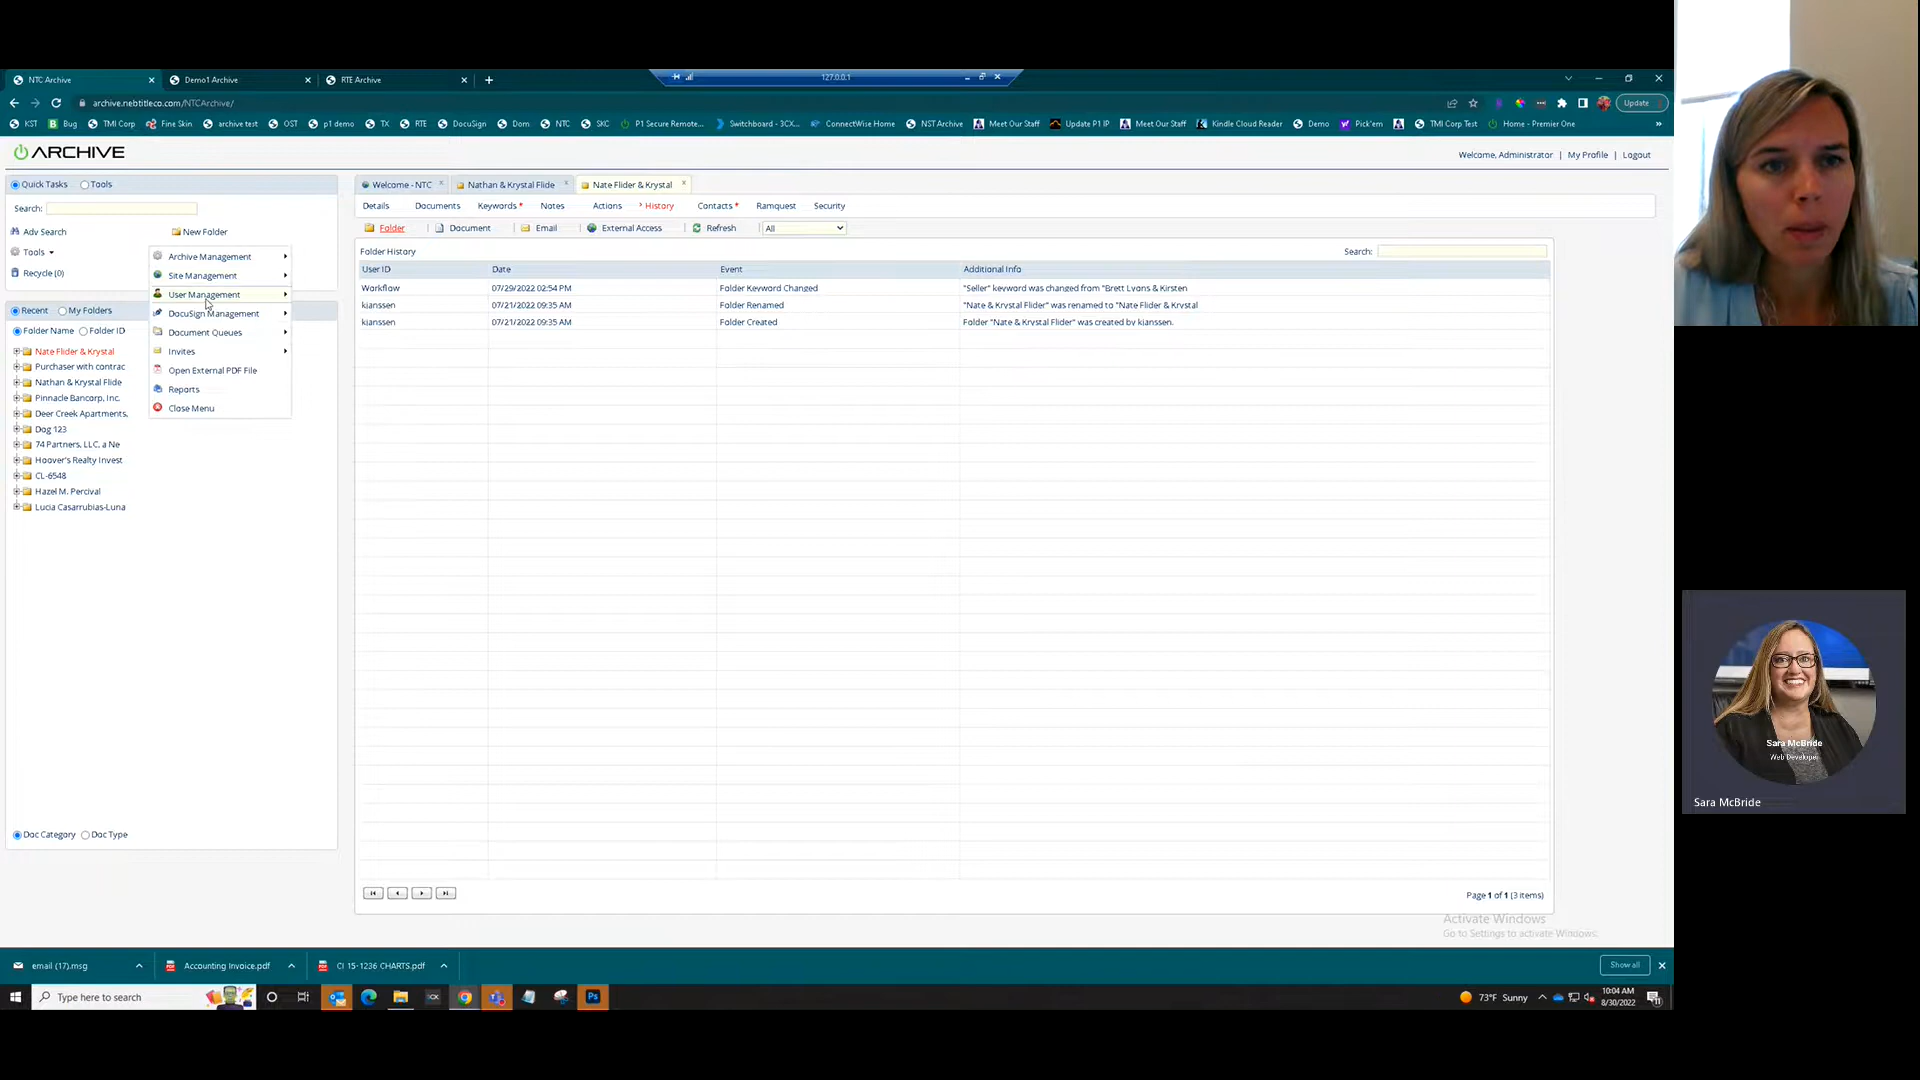 NTC Archive
Demo1 Archive
RTE Archive
127.0.0.1
archive.nebtitleco.com/NTCArchive/
Update
KST Bug TMI Corp Fine Skin archive test OST p1 demo TX RTE DocuSign Dom NTC SKC P1 Secure Remote... Switchboard - 3CX... ConnectWise Home NST Archive Meet Our Staff Update P1 IP Meet Our Staff Kindle Cloud Reader Demo Pick'em TMI Corp Test Home - Premier One
ARCHIVE
Welcome, Administrator | My Profile | Logout
Quick Tasks Tools
Search:
Adv Search
New Folder
Tools
Recycle (0)
Archive Management
Site Management
User Management
DocuSign Management
Document Queues
Invites
Open External PDF File
Reports
Close Menu
Recent My Folders
Folder Name Folder ID
Nate Flider & Krystal
Purchaser with contrac
Nathan & Krystal Flide
Pinnacle Bancorp, Inc.
Deer Creek Apartments,
Dog 123
74 Partners, LLC, a Ne
Hoover's Realty Invest
CL-6548
Hazel M. Percival
Lucia Casarrubias-Luna
Doc Category Doc Type
Welcome - NTC
Nathan & Krystal Flide
Nate Flider & Krystal
Details Documents Keywords* Notes Actions History Contacts* Ramquest Security
Folder | Document | Email | External Access | Refresh | All
Folder History
Search:
User ID Date Event Additional Info
Workflow 07/29/2022 02:54 PM Folder Keyword Changed "Seller" keyword was changed from "Brett Lyons & Kirsten
kjanssen 07/21/2022 09:35 AM Folder Renamed "Nate & Krystal Flider" was renamed to "Nate Flider & Krystal
kjanssen 07/21/2022 09:35 AM Folder Created Folder "Nate & Krystal Flider" was created by kjanssen.
Page 1 of 1 (3 items)
Activate Windows
Go to Settings to activate Windows.
email (17).msg
Accounting Invoice.pdf
CI 15-1236 CHARTS.pdf
Show all
Type here to search
73°F Sunny
10:04 AM
8/30/2022
Sara McBride
Web Developer
Sara McBride